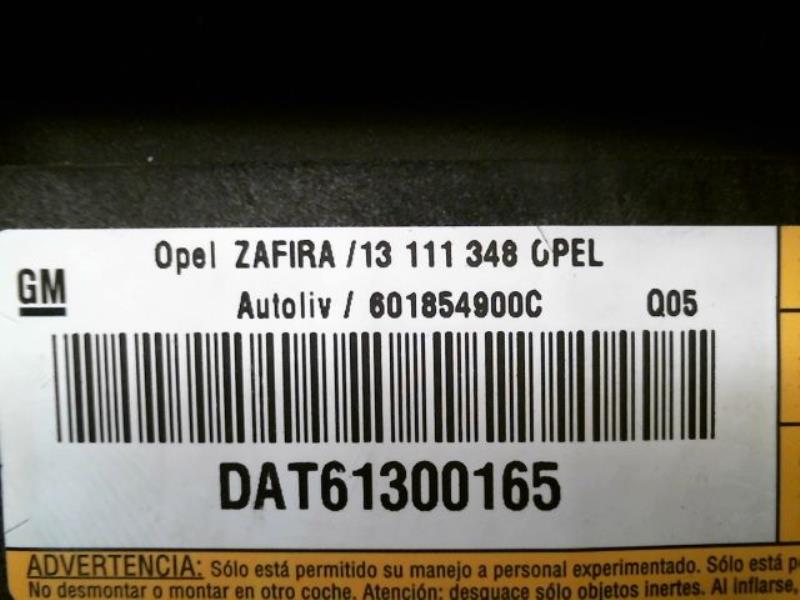 Opel ZAFIRA /13 111 348 OPEL
GM
Autoliv / 601854900C Q05
DAT61300165
ADVERTENCIA: Sólo está permitido su manejo a personal experimentado. Sólo está
No desmontar o montar en otro coche. Atención: desguace sólo objetos inertes. Al inflarse,